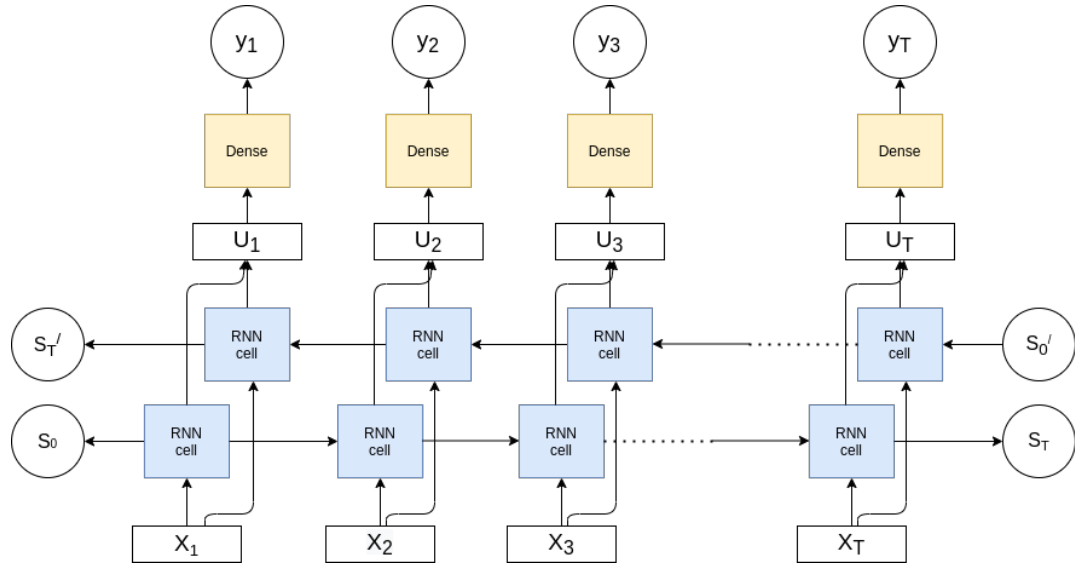 y1 y2 y3 yT
Dense Dense Dense Dense
U1 U2 U3 UT
ST/ RNN cell RNN cell RNN cell RNN cell S0/
S0 RNN cell RNN cell RNN cell RNN cell ST
X1 X2 X3 XT